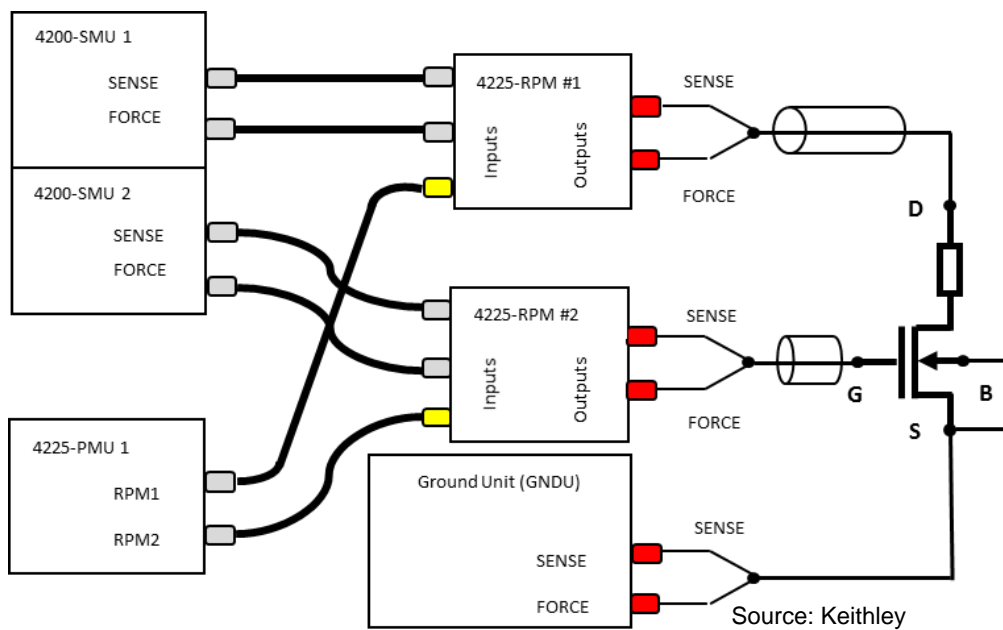 4200-SMU 1
SENSE
FORCE
4200-SMU 2
SENSE
FORCE
4225-PMU 1
RPM1
RPM2
4225-RPM #1
Inputs
Outputs
SENSE
FORCE
4225-RPM #2
Inputs
Outputs
SENSE
FORCE
Ground Unit (GNDU)
SENSE
FORCE
SENSE
D
G
B
S
Source: Keithley